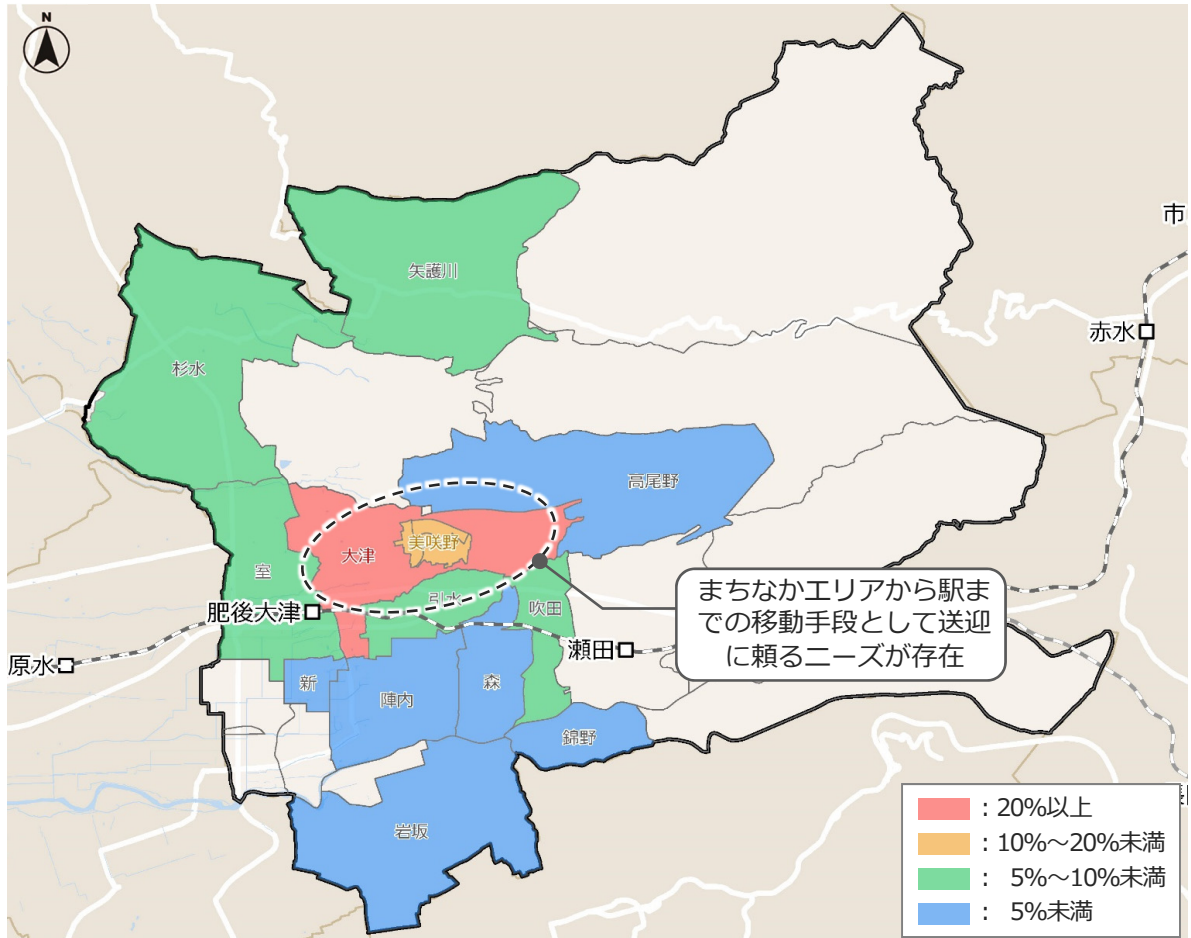 N
市
矢護川
赤水
杉水
高尾野
大津
美咲野
室
引水
吹田
肥後大津
原水
瀬田
まちなかエリアから駅ま
での移動手段として送迎
に頼るニーズが存在
新
陣内
森
錦野
岩坂
:20%以上
:10%～20%未満
: 5%～10%未満
: 5%未満